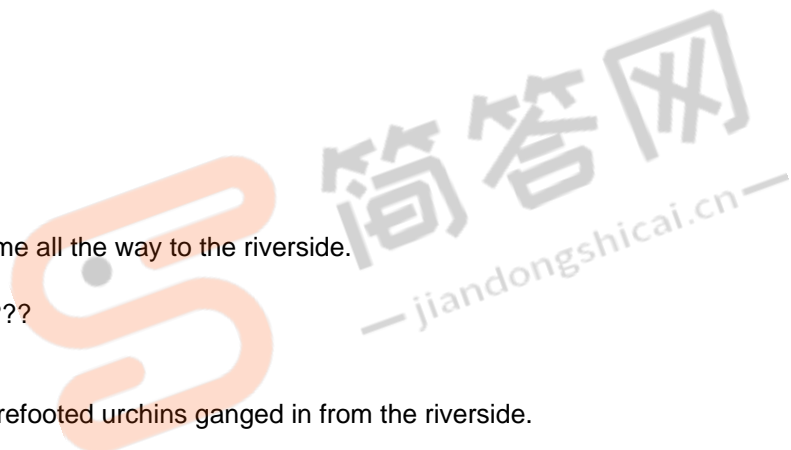 简答网
jiandongshicai.cn
me all the way to the riverside.
??
refooted urchins ganged in from the riverside.